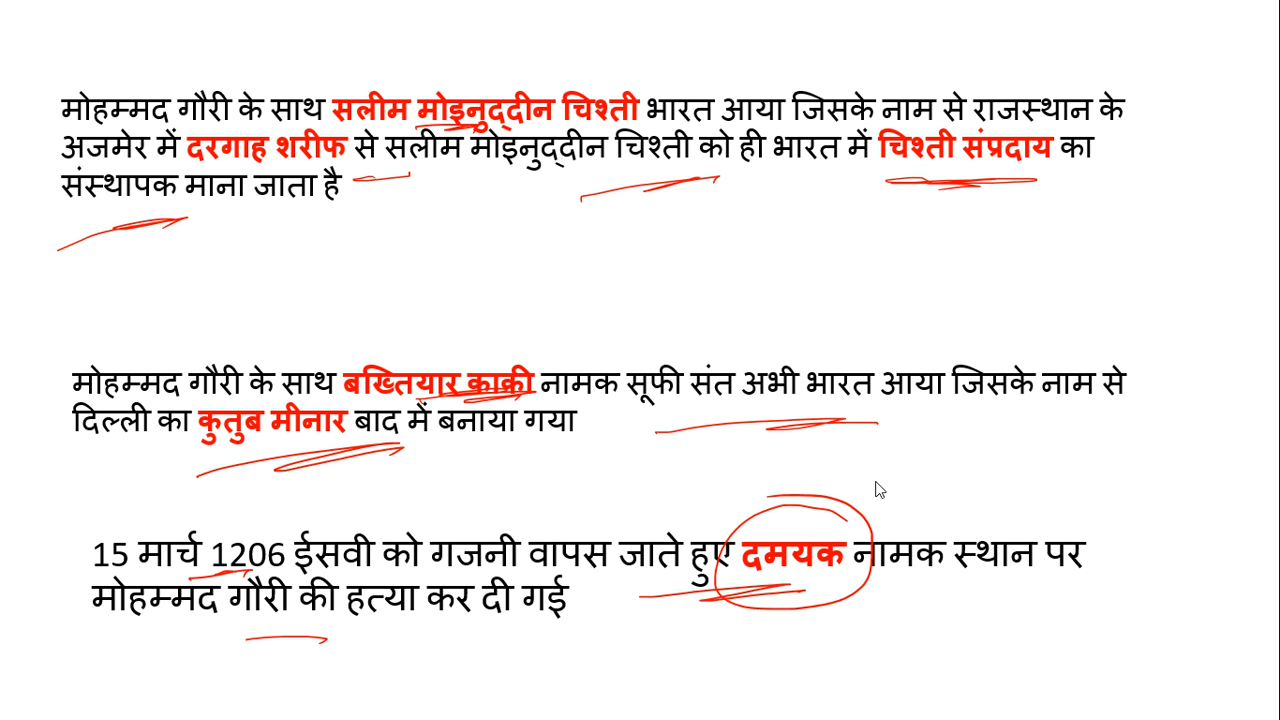 मोहम्मद गौरी के साथ सलीम मोइनुद्दीन चिश्ती भारत आया जिसके नाम से राजस्थान के
अजमेर में दरगाह शरीफ से सलीम मोइनुद्दीन चिश्ती को ही भारत में चिश्ती संप्रदाय का
संस्थापक माना जाता है
मोहम्मद गौरी के साथ बख्तियार काकी नामक सूफी संत अभी भारत आया जिसके नाम से
दिल्ली का कुतुब मीनार बाद में बनाया गया
15 मार्च 1206 ईसवी को गजनी वापस जाते हुए दमयक नामक स्थान पर
मोहम्मद गौरी की हत्या कर दी गई